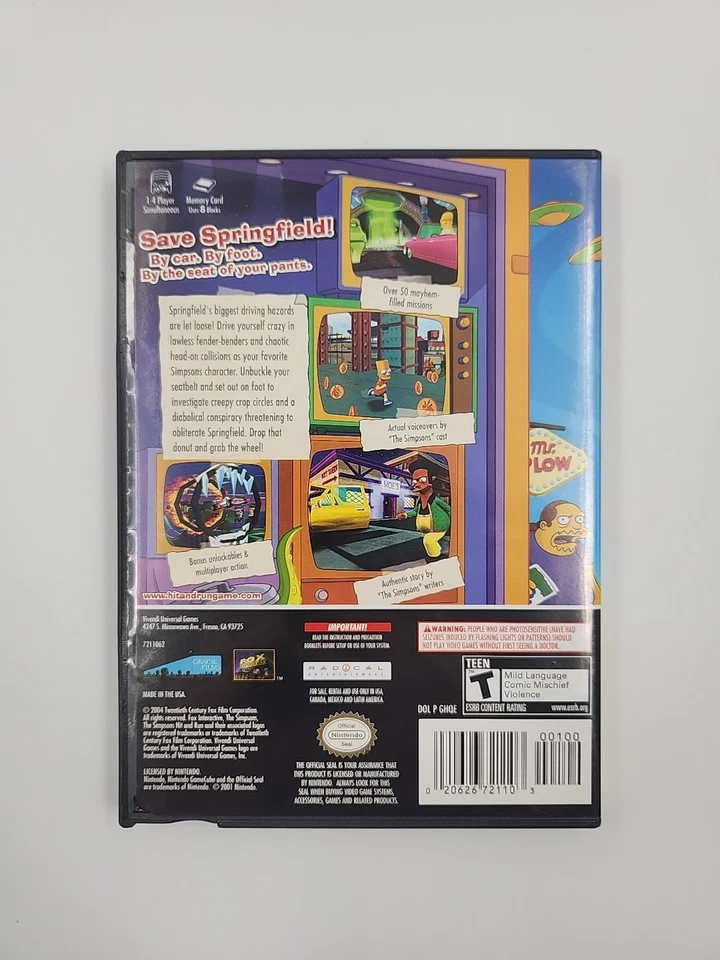 1-4 Player
Simultaneous
Memory Card
Uses 8 Blocks
Save Springfield!
By car. By foot.
By the seat of your pants.
Over 50 mayhem-
filled missions
Springfield's biggest driving hazards
are let loose! Drive yourself crazy in
lawless fender-benders and chaotic
head-on collisions as your favorite
Simpsons character. Unbuckle your
seatbelt and set out on foot to
investigate creepy crop circles and a
diabolical conspiracy threatening to
obliterate Springfield. Drop that
donut and grab the wheel!
Actual voiceovers by
"The Simpsons" cast
Mr.
PLOW
MOE'S
Bonus unlockables &
multiplayer action
Authentic story by
"The Simpsons" writers
www.hitandrungame.com
Vivendi Universal Games
4247 S. Minnewawa Ave., Fresno, CA 93725
7211062
GRACIE
FILMS
FOX
INTERACTIVE
TM
MADE IN THE USA.
© 2004 Twentieth Century Fox Film Corporation.
All rights reserved. Fox Interactive, The Simpsons,
The Simpsons Hit and Run and their associated logos
are registered trademarks or trademarks of Twentieth
Century Fox Film Corporation. Vivendi Universal
Games and the Vivendi Universal Games logo are
trademarks of Vivendi Universal Games, Inc.
LICENSED BY NINTENDO.
Nintendo, Nintendo GameCube and the Official Seal
are trademarks of Nintendo. © 2001 Nintendo.
IMPORTANT!
READ THE INSTRUCTION AND PRECAUTION
BOOKLETS BEFORE SETUP OR USE OF SYSTEM.
RADICAL
ENTERTAINMENT
FOR SALE, RENTAL AND USE ONLY IN USA,
CANADA, MEXICO AND LATIN AMERICA.
Official
Nintendo
Seal
THE OFFICIAL SEAL IS YOUR ASSURANCE THAT
THIS PRODUCT IS LICENSED OR MANUFACTURED
BY NINTENDO. ALWAYS LOOK FOR THIS
SEAL WHEN BUYING VIDEO GAME SYSTEMS,
ACCESSORIES, GAMES AND RELATED PRODUCTS.
WARNING: PEOPLE WHO ARE PHOTOSENSITIVE (HAVE HAD
SEIZURES INDUCED BY FLASHING LIGHTS OR PATTERNS) SHOULD
NOT PLAY VIDEO GAMES WITHOUT FIRST SEEING A DOCTOR.
TEEN
T
Mild Language
Comic Mischief
Violence
ESRB CONTENT RATING
www.esrb.org
DOL P GHQE
00100
0 20626 72110 3